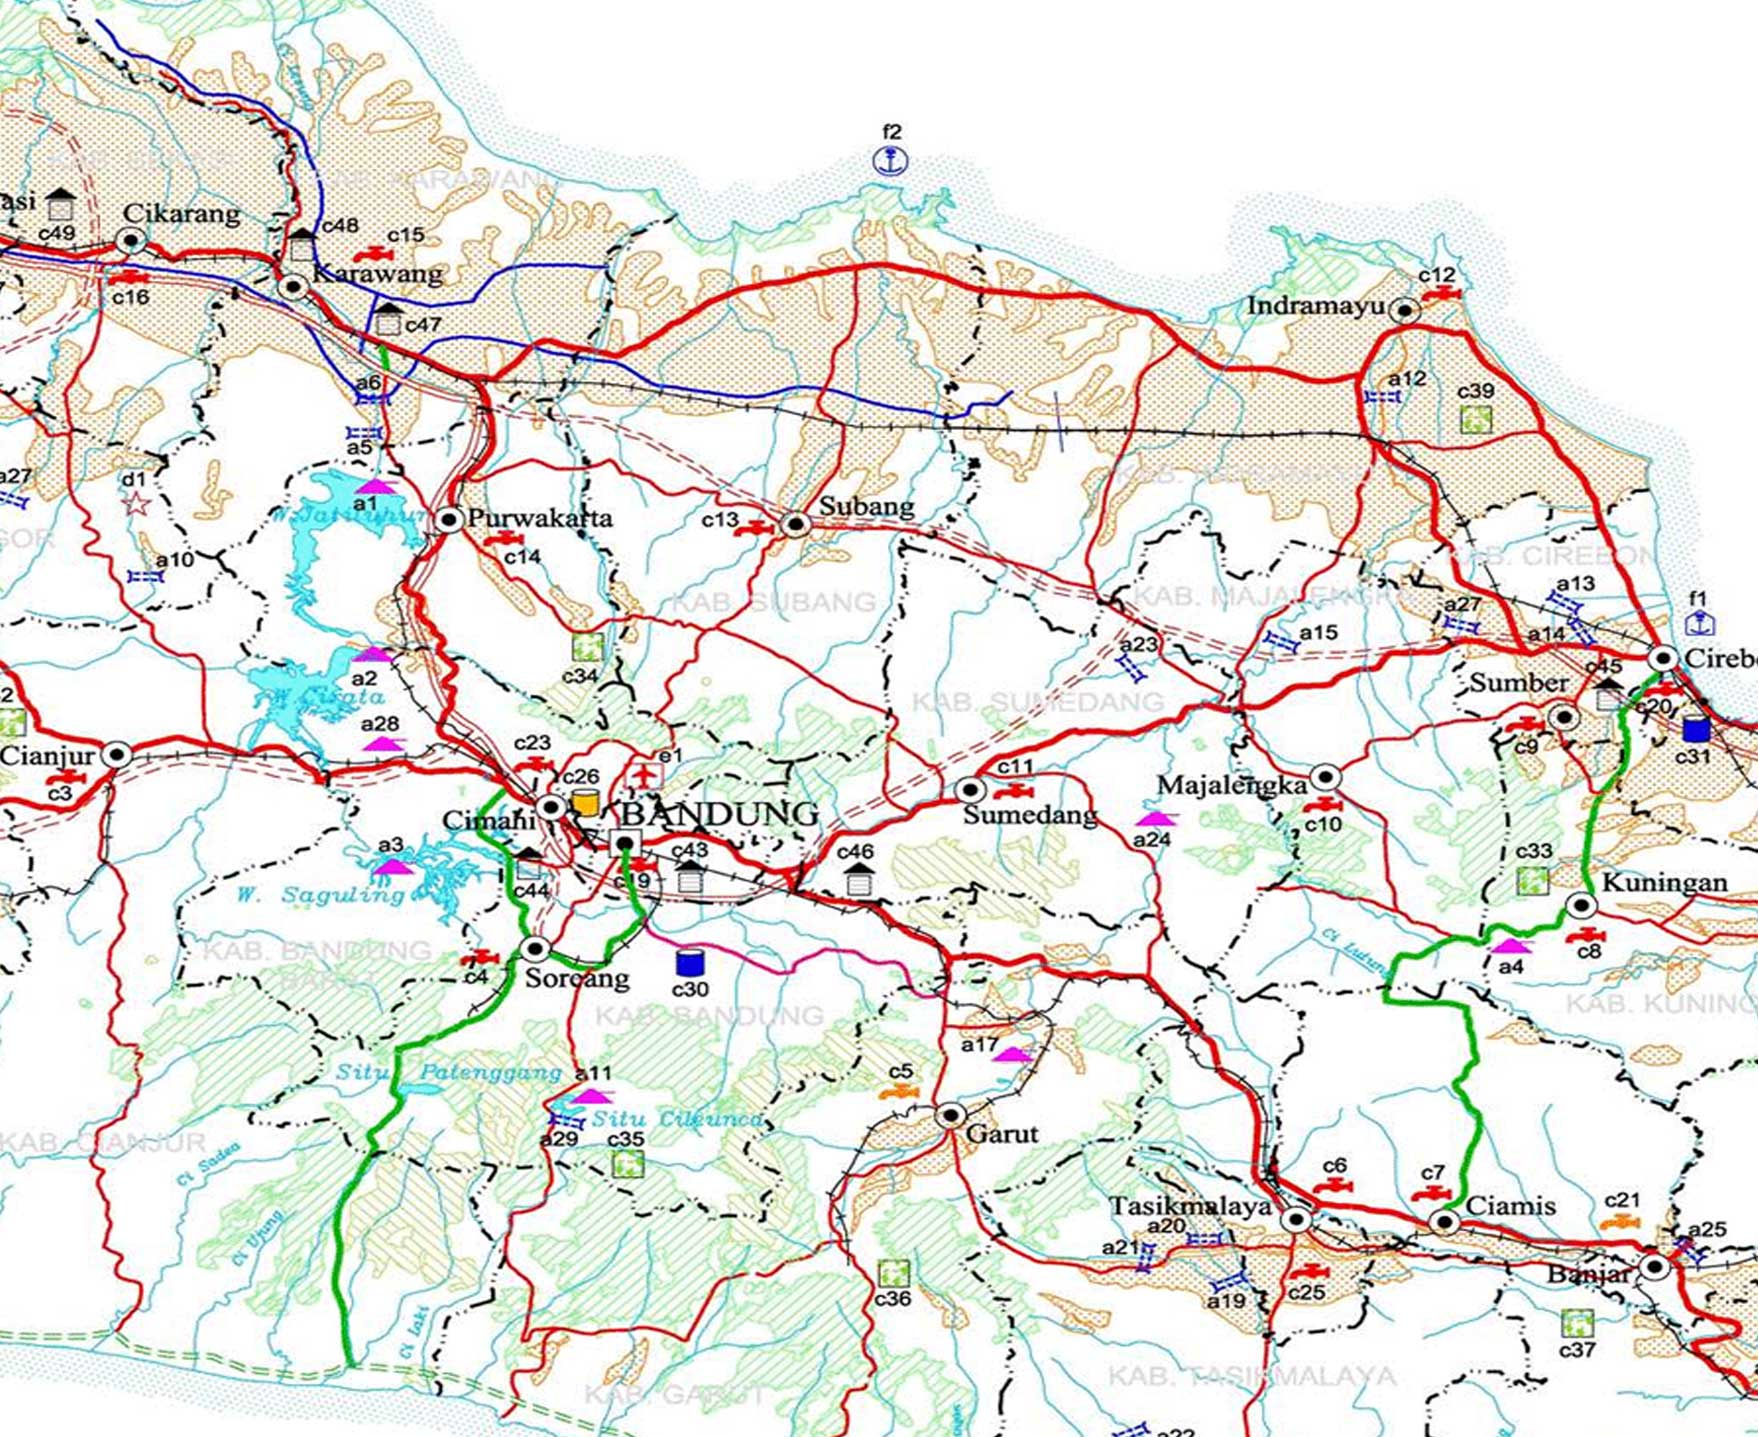 f2
asi
c49
Cikarang
c48
c15
Karawang
KAB. KARAWANG
c16
c47
c12
Indramayu
a6
a12
c39
a5
a27
d1
a1
W.Jatiluhur
Purwakarta
c13
Subang
c14
GOR
a10
KAB. CIREBON
KAB. SUBANG
KAB. MAJALENGKA
a13
f1
a27
a14
a15
a23
c34
a2
W.Cirata
c45
Sumber
c20
KAB. SUMEDANG
a28
Cianjur
c3
c23
c26
e1
c9
c31
c11
Majalengka
c10
Cimahi
BANDUNG
Sumedang
a24
a3
W. Saguling
c44
c19
c43
c46
c33
Kuningan
Ci Lutung
KAB. BANDUNG
BARAT
c4
Soreang
c30
a4
c8
KAB. BANDUNG
KAB. KUNING
a17
Situ Patenggang
a11
Situ Cileunca
c5
a29
c35
Garut
KAB. CIANJUR
Ci Sadea
Ci Ujung
c6
c7
Tasikmalaya
Ciamis
c21
a20
a21
a25
Banjar
a19
c25
c36
Ci Laki
c37
KAB. GARUT
KAB. TASIKMALAYA
a22